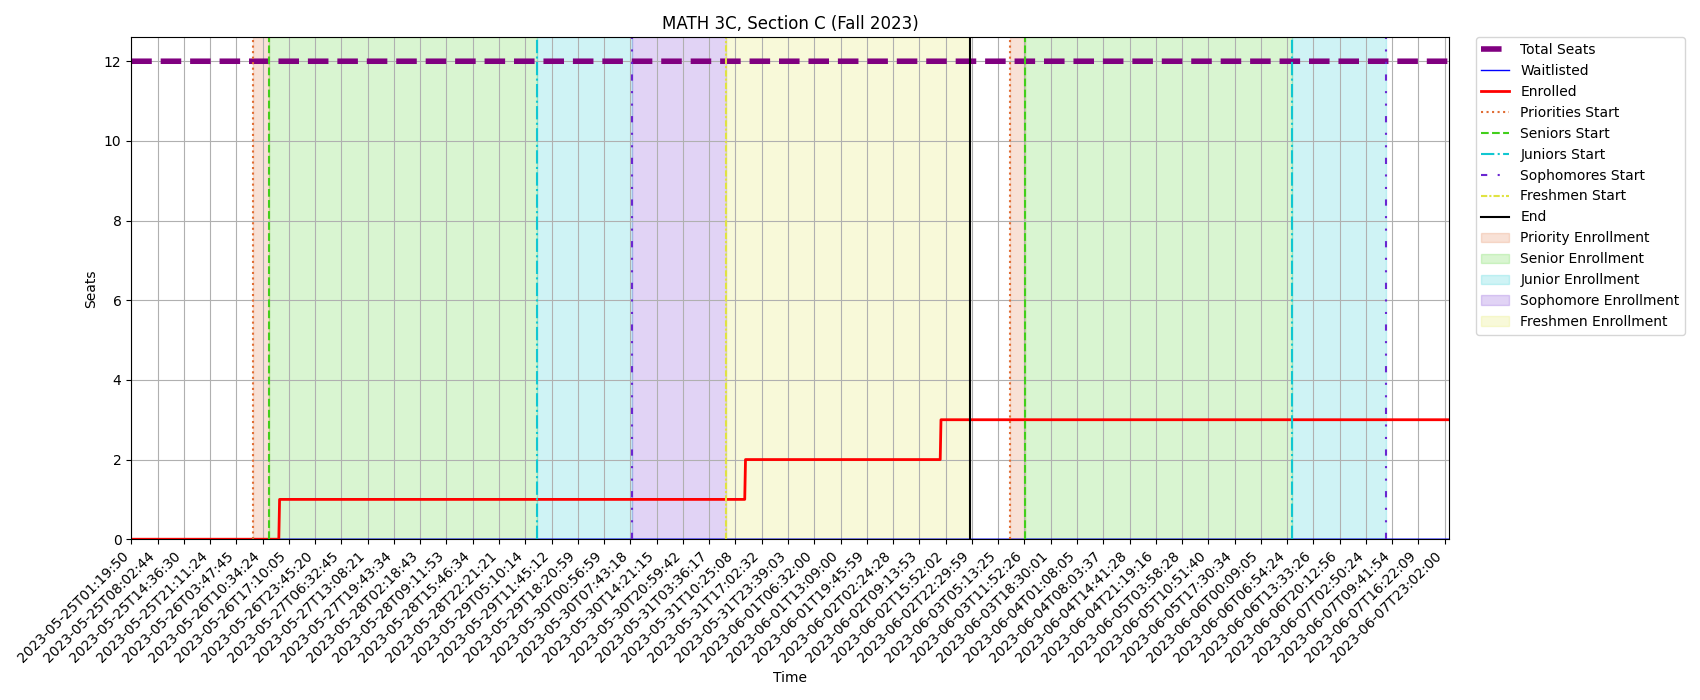 MATH 3C, Section C (Fall 2023)
Seats
12
10
8
6
4
2
0
2023-05-25T01:19:50
2023-05-25T08:02:44
2023-05-25T14:36:30
2023-05-25T21:11:24
2023-05-26T03:47:45
2023-05-26T10:34:24
2023-05-26T17:10:05
2023-05-26T23:45:20
2023-05-27T06:32:45
2023-05-27T13:08:21
2023-05-27T19:43:34
2023-05-28T02:18:43
2023-05-28T09:11:53
2023-05-28T15:46:34
2023-05-28T22:21:21
2023-05-29T05:10:14
2023-05-29T11:45:12
2023-05-29T18:20:59
2023-05-30T00:56:59
2023-05-30T07:43:18
2023-05-30T14:21:15
2023-05-30T20:59:42
2023-05-31T03:36:17
2023-05-31T10:25:08
2023-05-31T17:02:32
2023-05-31T23:39:03
2023-06-01T06:32:00
2023-06-01T13:09:00
2023-06-01T19:45:59
2023-06-02T02:24:28
2023-06-02T09:13:53
2023-06-02T15:52:02
2023-06-02T22:29:59
2023-06-03T05:13:25
2023-06-03T11:52:26
2023-06-03T18:30:01
2023-06-04T01:08:05
2023-06-04T08:03:37
2023-06-04T14:41:28
2023-06-04T21:19:16
2023-06-05T03:58:28
2023-06-05T10:51:40
2023-06-05T17:30:34
2023-06-06T00:09:05
2023-06-06T06:54:24
2023-06-06T13:33:26
2023-06-06T20:12:56
2023-06-07T02:50:24
2023-06-07T09:41:54
2023-06-07T16:22:09
2023-06-07T23:02:00
Time
Total Seats
Waitlisted
Enrolled
Priorities Start
Seniors Start
Juniors Start
Sophomores Start
Freshmen Start
End
Priority Enrollment
Senior Enrollment
Junior Enrollment
Sophomore Enrollment
Freshmen Enrollment